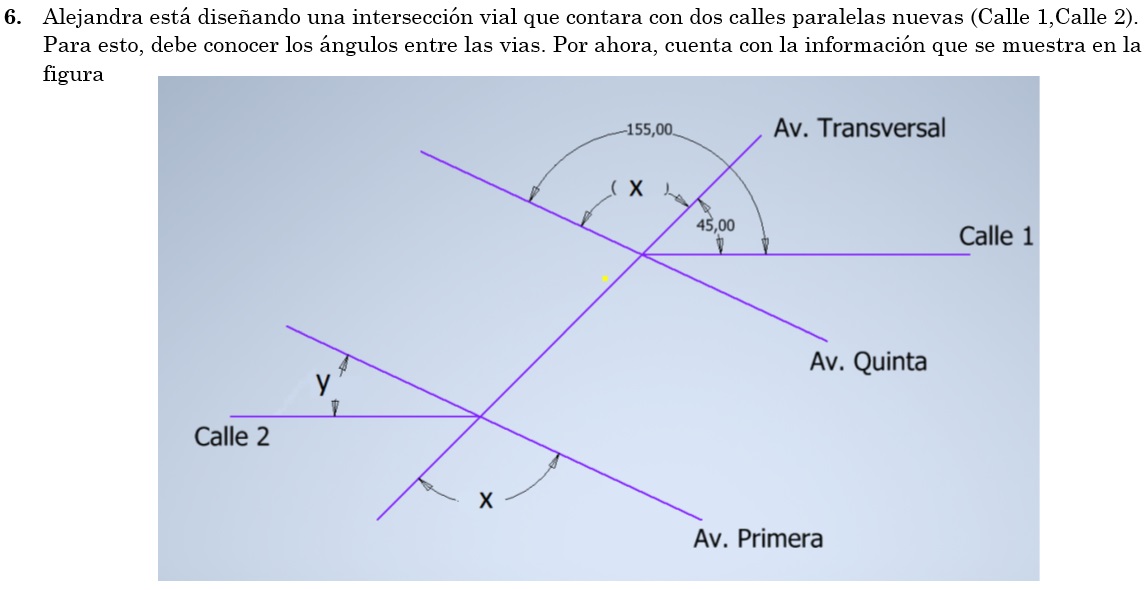 6. Alejandra está diseñando una intersección vial que contara con dos calles paralelas nuevas (Calle 1,Calle 2).
Para esto, debe conocer los ángulos entre las vias. Por ahora, cuenta con la información que se muestra en la
figura
155,00
Av. Transversal
( X )
45,00
Calle 1
Av. Quinta
y
Calle 2
X
Av. Primera